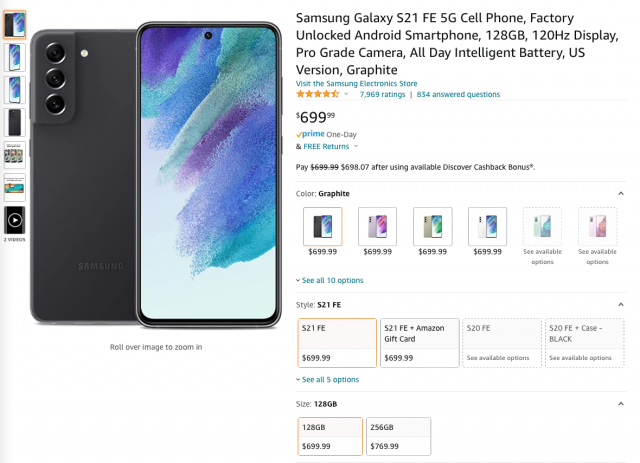 Samsung Galaxy S21 FE 5G Cell Phone, Factory
Unlocked Android Smartphone, 128GB, 120Hz Display,
Pro Grade Camera, All Day Intelligent Battery, US
Version, Graphite
Visit the Samsung Electronics Store
7,969 ratings | 834 answered questions
$699 99
prime One-Day
& FREE Returns
Pay $699.99 $698.07 after using available Discover Cashback Bonus®.
Color: Graphite
$699.99 $699.99 $699.99 $699.99 See available options See available options
See all 10 options
Style: S21 FE
S21 FE
$699.99
S21 FE + Amazon
Gift Card
$699.99
S20 FE
See available options
S20 FE + Case -
BLACK
See available options
See all 5 options
Size: 128GB
128GB
$699.99
256GB
$769.99
2 VIDEOS
SAMSUNG
Roll over image to zoom in